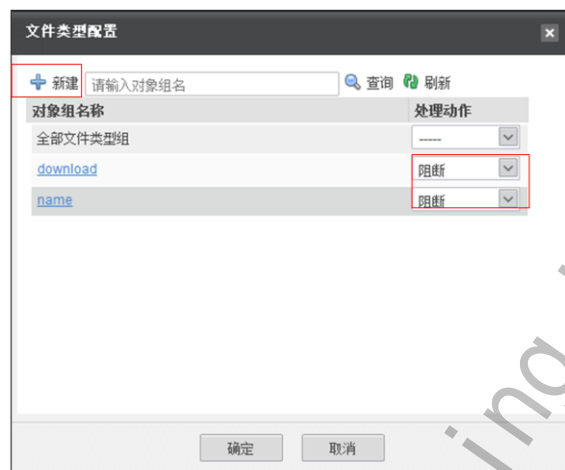 文件类型配置
新建 请输入对象组名 查询 刷新
对象组名称 处理动作
全部文件类型组 -----
download 阻断
name 阻断
确定 取消
ing